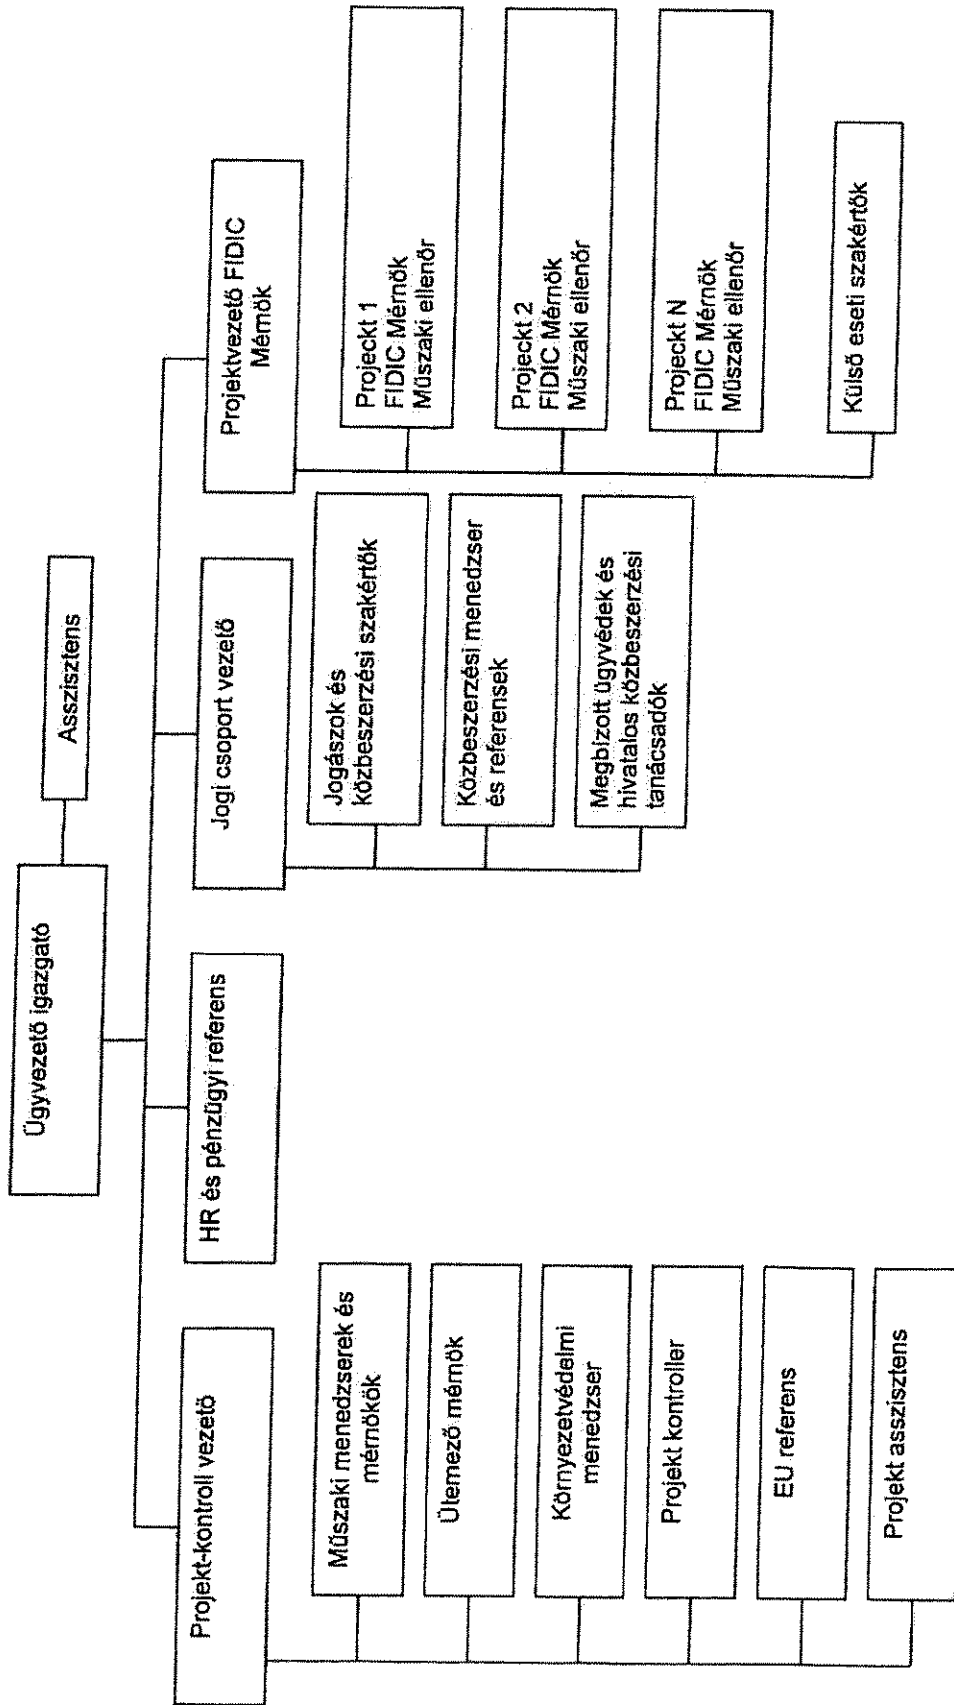 Ügyvezető igazgató
Asszisztens
Projekt-kontroll vezető
HR és pénzügyi referens
Jogi csoport vezető
Projektvezető FIDIC
Mérnök
Műszaki menedzserek és
mérnökök
Ütemező mérnök
Környezetvédelmi
menedzser
Projekt kontroller
EU referens
Projekt asszisztens
Jogászok és
közbeszerzési szakértők
Közbeszerzési menedzser
és referensek
Megbízott ügyvédek és
hivatalos közbeszerzési
tanácsadók
Projeckt 1
FIDIC Mérnök
Műszaki ellenőr
Projeckt 2
FIDIC Mérnök
Műszaki ellenőr
Projeckt N
FIDIC Mérnök
Műszaki ellenőr
Külső eseti szakértők